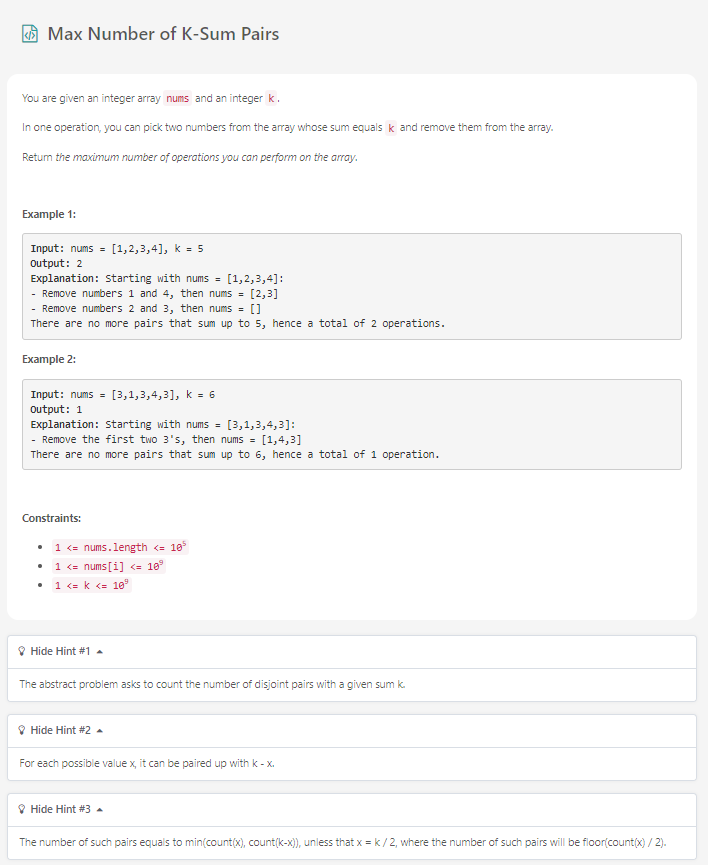 Max Number of K-Sum Pairs
You are given an integer array nums and an integer k.
In one operation, you can pick two numbers from the array whose sum equals k and remove them from the array.
Return the maximum number of operations you can perform on the array.
Example 1:
Input: nums = [1,2,3,4], k = 5
Output: 2
Explanation: Starting with nums = [1,2,3,4]:
- Remove numbers 1 and 4, then nums = [2,3]
- Remove numbers 2 and 3, then nums = []
There are no more pairs that sum up to 5, hence a total of 2 operations.
Example 2:
Input: nums = [3,1,3,4,3], k = 6
Output: 1
Explanation: Starting with nums = [3,1,3,4,3]:
- Remove the first two 3's, then nums = [1,4,3]
There are no more pairs that sum up to 6, hence a total of 1 operation.
Constraints:
• 1 <= nums.length <= 10⁵
• 1 <= nums[i] <= 10⁹
• 1 <= k <= 10⁹
Hide Hint #1
The abstract problem asks to count the number of disjoint pairs with a given sum k.
Hide Hint #2
For each possible value x, it can be paired up with k - x.
Hide Hint #3
The number of such pairs equals to min(count(x), count(k-x)), unless that x = k / 2, where the number of such pairs will be floor(count(x) / 2).